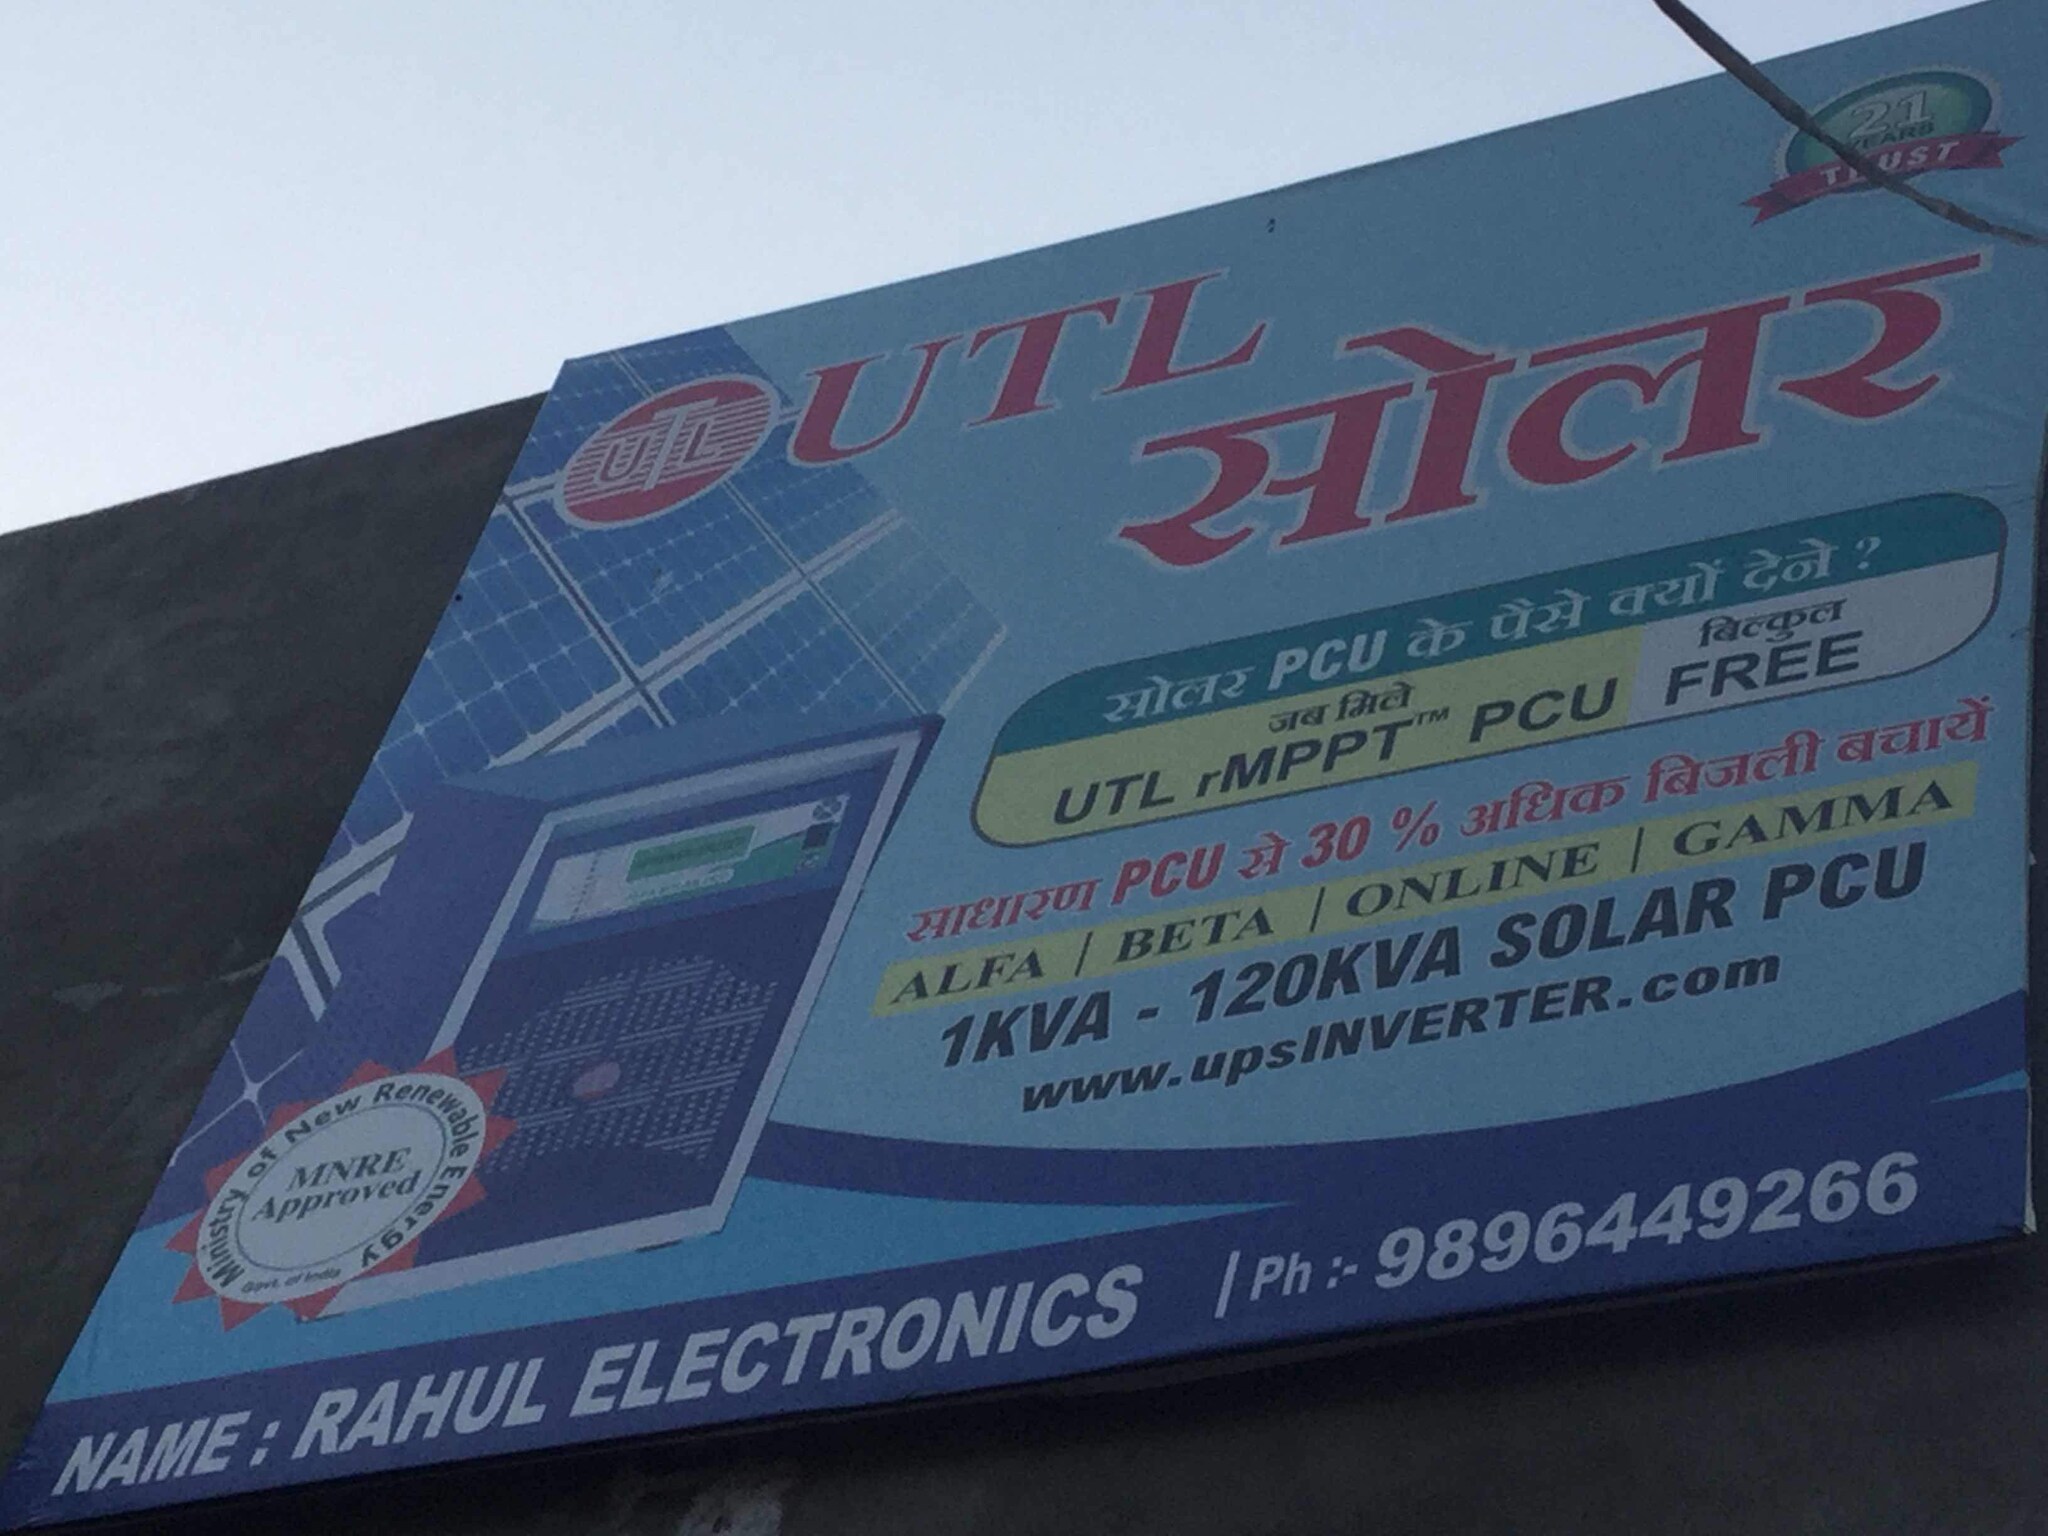 21
YEARS
TRUST
UTL
UTL
सोलर
सोलर PCU के पैसे क्यों देने ?
जब मिले
UTL rMPPT™ PCU
बिल्कुल
FREE
साधारण PCU से 30 % अधिक बिजली बचायें
ALFA | BETA | ONLINE | GAMMA
1KVA - 120KVA SOLAR PCU
www.upsINVERTER.com
Ministry of New Renewable Energy
MNRE
Approved
Govt. of India
NAME : RAHUL ELECTRONICS | Ph :- 9896449266